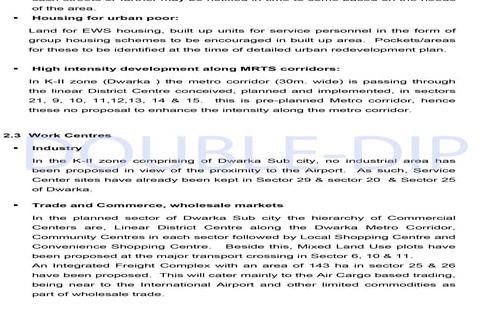 of the area.
• Housing for urban poor:
Land for EWS housing, built up units for service personnel in the form of
group housing schemes to be encouraged in built up area. Pockets/areas
for these to be identified at the time of detailed urban redevelopment plan.
• High intensity development along MRTS corridors:
In K-II zone (Dwarka ) the metro corridor (30m. wide) is passing through
the linear District Centre conceived, planned and implemented, in sectors
21, 9, 10, 11,12,13, 14 & 15. this is pre-planned Metro corridor, hence
these no proposal to enhance the intensity along the metro corridor.
2.3 Work Centres
DOUBLE-DIP
• Industry
In the K-II zone comprising of Dwarka Sub city, no industrial area has
been proposed in view of the proximity to the Airport. As such, Service
Center sites have already been kept in Sector 29 & sector 20 & Sector 25
of Dwarka.
• Trade and Commerce, wholesale markets
In the planned sector of Dwarka Sub city the hierarchy of Commercial
Centers are, Linear District Centre along the Dwarka Metro Corridor,
Community Centres in each sector followed by Local Shopping Centre and
Convenience Shopping Centre. Beside this, Mixed Land Use plots have
been proposed at the major transport crossing in Sector 6, 10 & 11.
An Integrated Freight Complex with an area of 143 ha in sector 25 & 26
have been proposed. This will cater mainly to the Air Cargo based trading,
being near to the International Airport and other limited commodities as
part of wholesale trade.